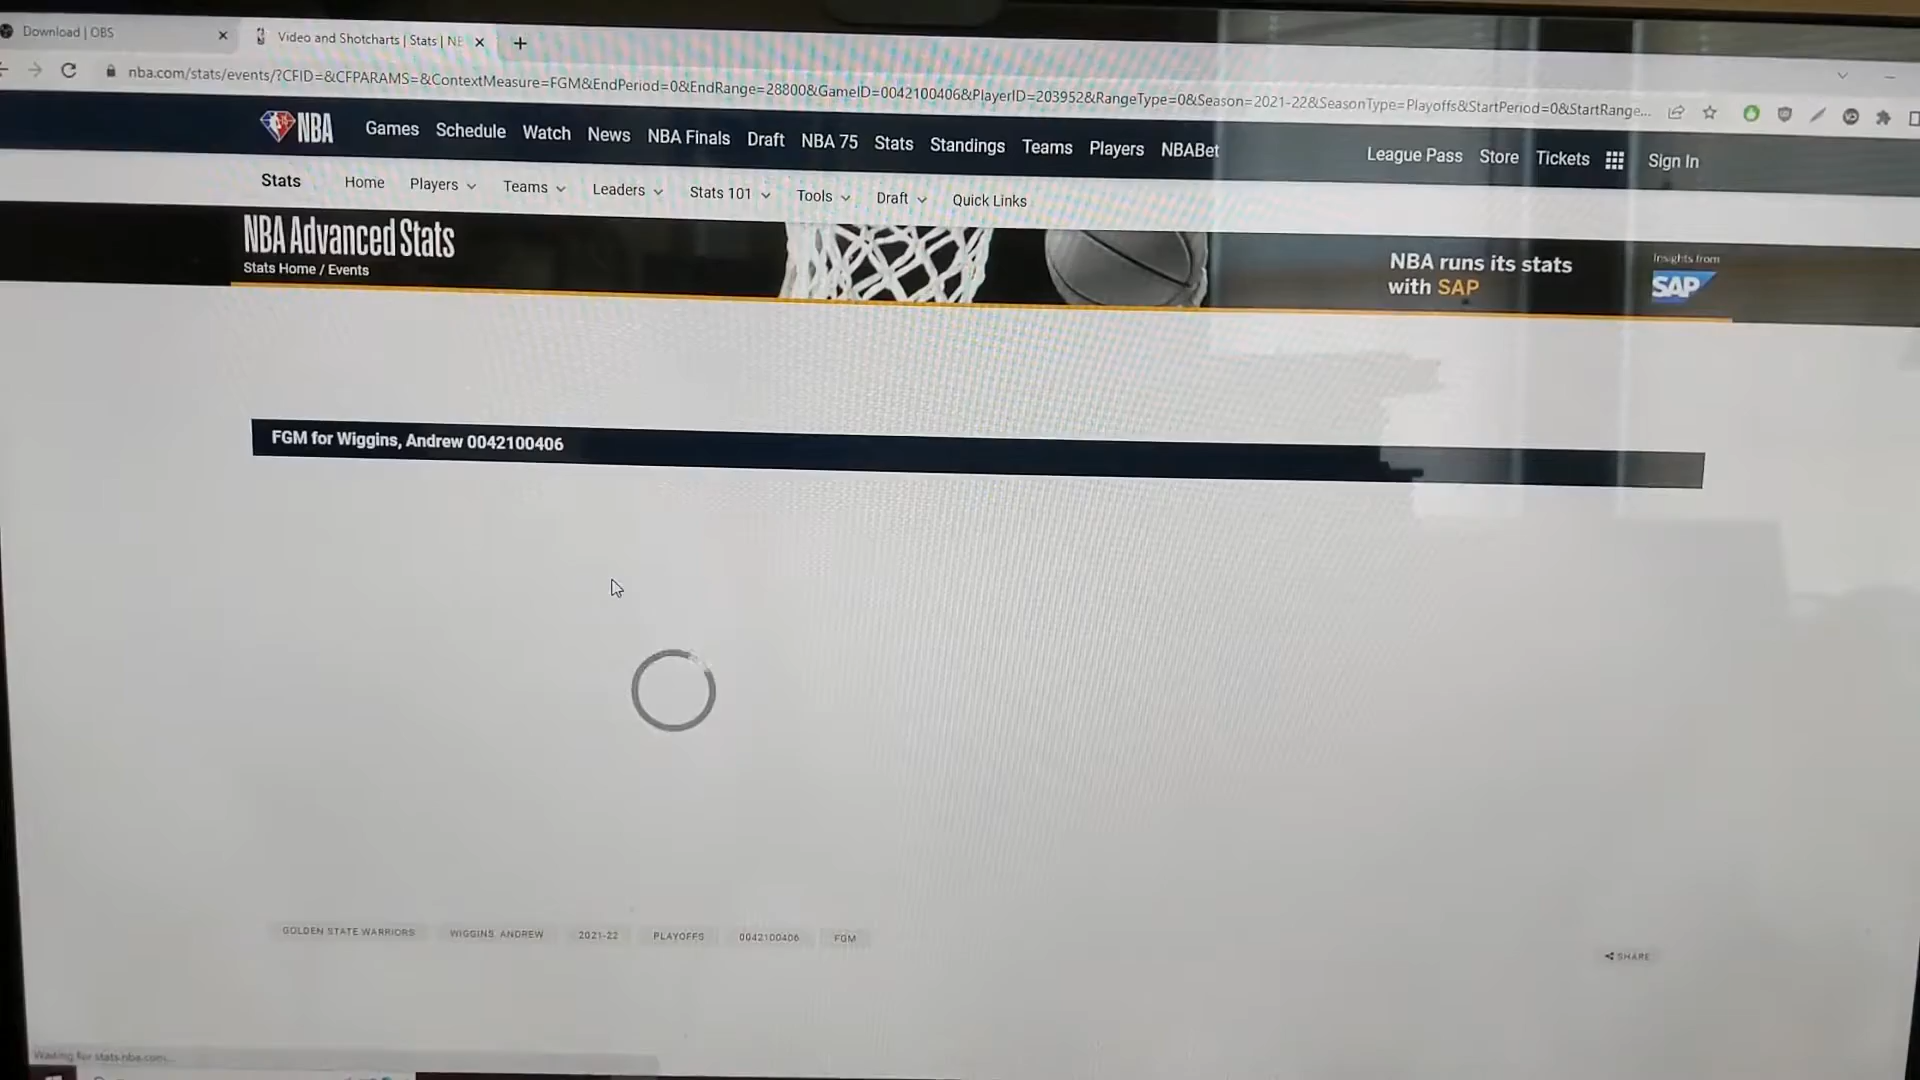 Download | OBS
Video and Shotcharts | Stats | NE
nba.com/stats/events/?CFID=&CFPARAMS=&ContextMeasure=FGM&EndPeriod=0&EndRange=28800&GameID=0042100406&PlayerID=203952&RangeType=0&Season=2021-22&SeasonType=Playoffs&StartPeriod=0&StartRange...
NBA Games Schedule Watch News NBA Finals Draft NBA 75 Stats Standings Teams Players NBABet League Pass Store Tickets Sign In
Stats Home Players Teams Leaders Stats 101 Tools Draft Quick Links
NBA Advanced Stats
Stats Home / Events
NBA runs its stats
with SAP
Insights from
SAP
FGM for Wiggins, Andrew 0042100406
GOLDEN STATE WARRIORS WIGGINS, ANDREW 2021-22 PLAYOFFS 0042100406 FGM
SHARE
Waiting for stats.nba.com...